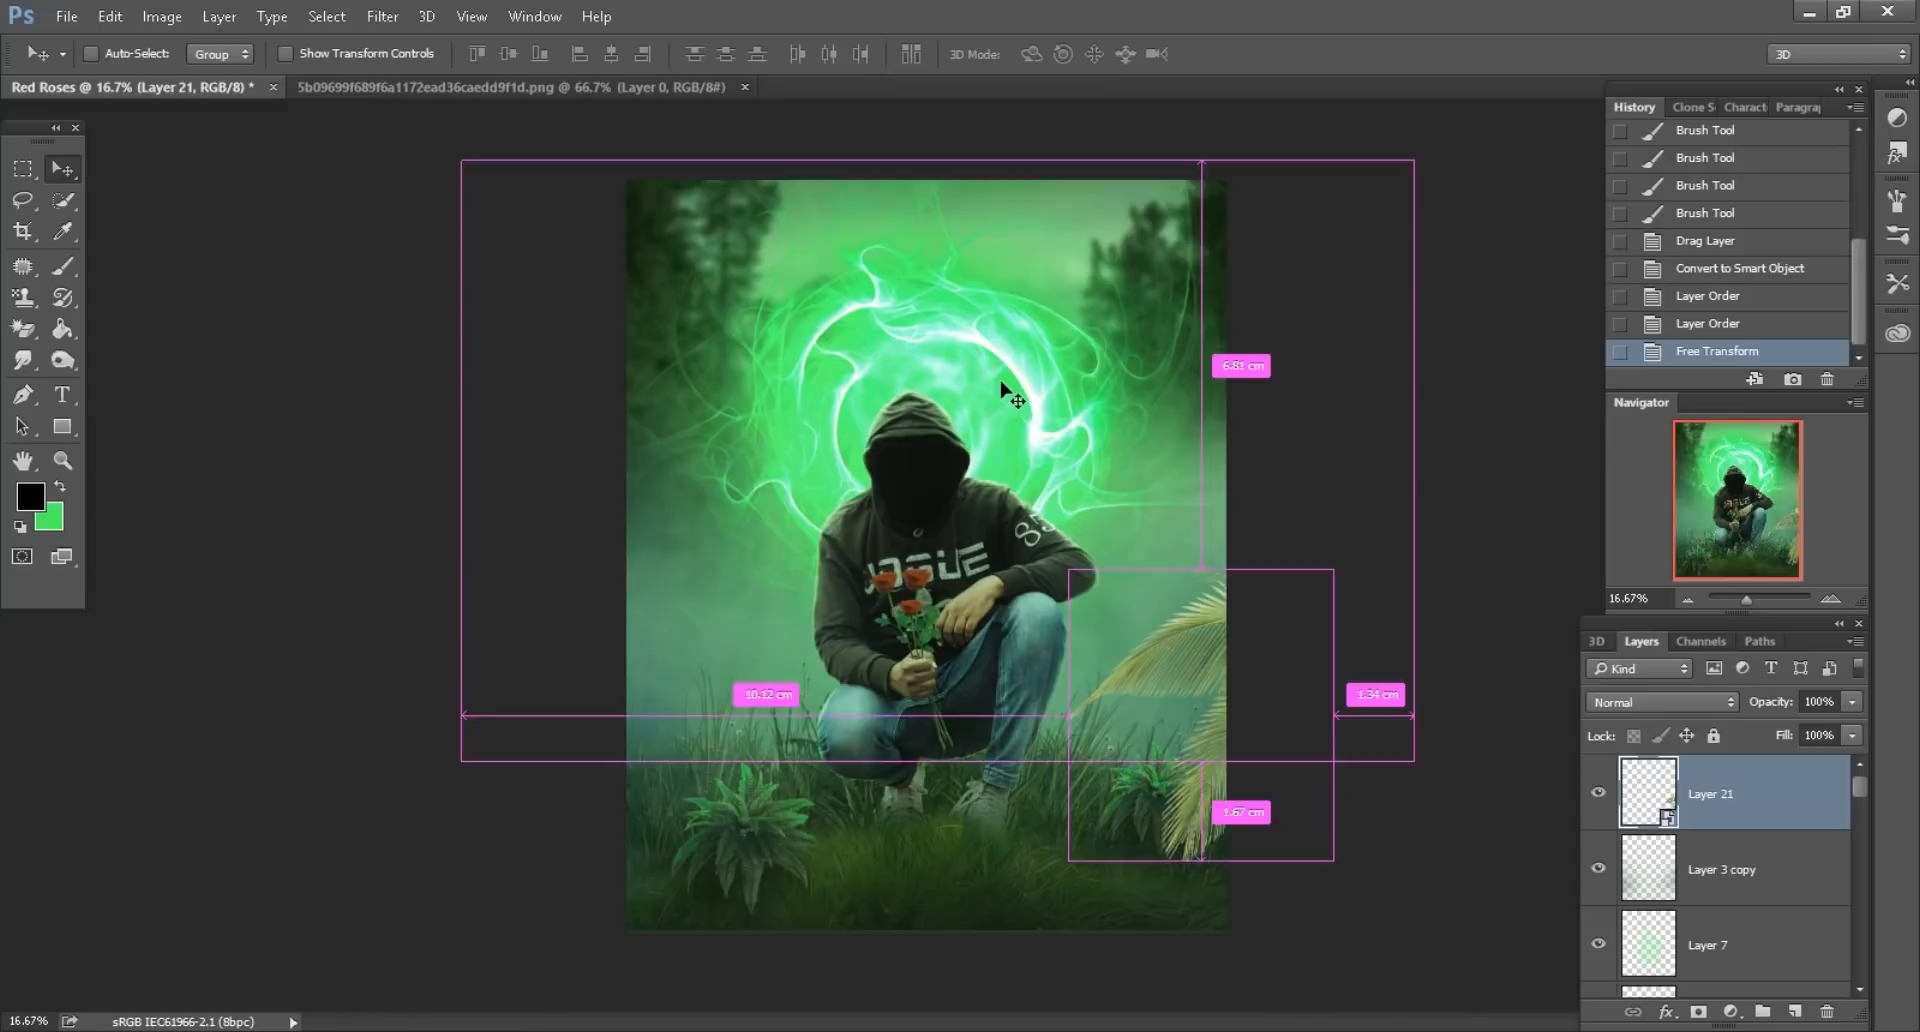 Ps File Edit Image Layer Type Select Filter 3D View Window Help
Auto-Select: Group Show Transform Controls 3D Mode: 3D
Red Roses @ 16.7% (Layer 21, RGB/8) * × 5b09699f689f6a1172ead36caedd9f1d.png @ 66.7% (Layer 0, RGB/8#) ×
History Clone S Charact Paragra
Brush Tool
Brush Tool
Brush Tool
Brush Tool
Drag Layer
Convert to Smart Object
Layer Order
Layer Order
Free Transform
Navigator
16.67%
3D Layers Channels Paths
Kind
Normal Opacity: 100%
Lock: Fill: 100%
Layer 21
Layer 3 copy
Layer 7
6.81 cm
10.12 cm
1.34 cm
1.67 cm
85
16.67% sRGB IEC61966-2.1 (8bpc)